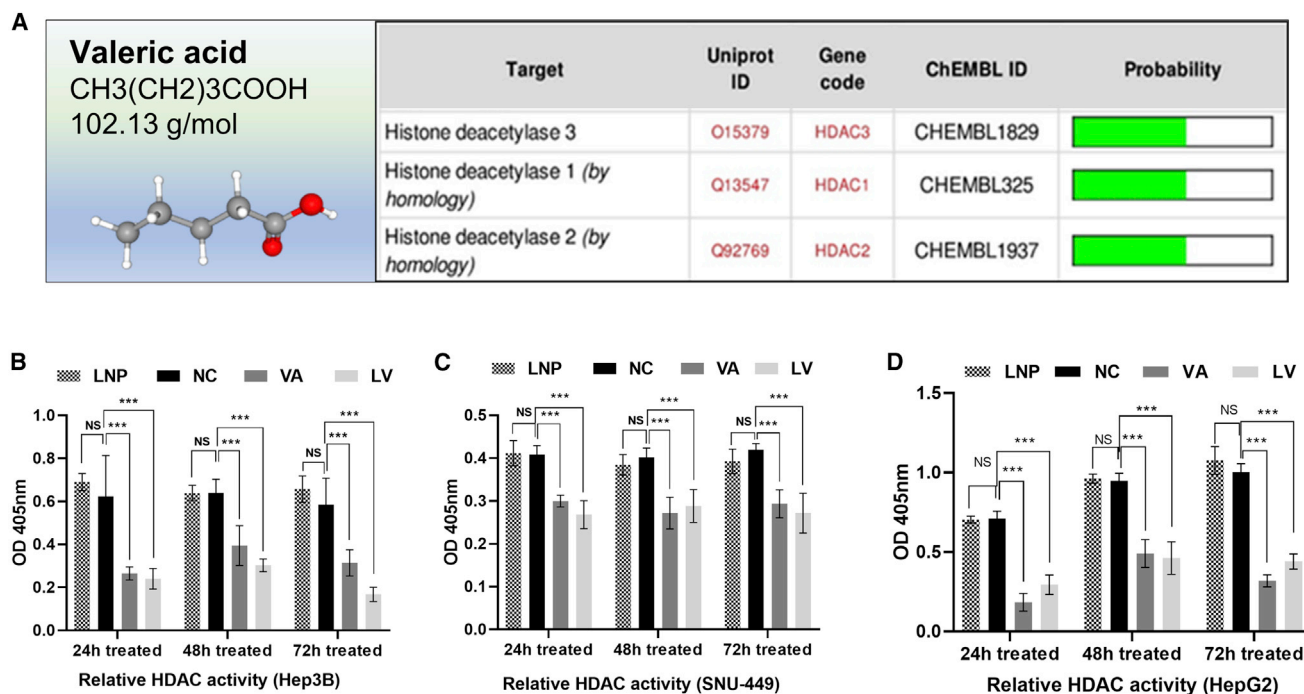 A
Valeric acid
CH3(CH2)3COOH
102.13 g/mol
Target
Uniprot
ID
Gene
code
ChEMBL ID
Probability
Histone deacetylase 3
O15379
HDAC3
CHEMBL1829
Histone deacetylase 1 (by
homology)
Q13547
HDAC1
CHEMBL325
Histone deacetylase 2 (by
homology)
Q92769
HDAC2
CHEMBL1937
B
LNP NC VA LV
OD 405nm
1.0
0.8
0.6
0.4
0.2
0.0
NS
***
***
NS
***
***
NS
***
***
24h treated 48h treated 72h treated
Relative HDAC activity (Hep3B)
C
LNP NC VA LV
OD 405nm
0.5
0.4
0.3
0.2
0.1
0.0
NS
***
***
NS
***
***
NS
***
***
24h treated 48h treated 72h treated
Relative HDAC activity (SNU-449)
D
LNP NC VA LV
OD 405nm
1.5
1.0
0.5
0.0
NS
***
***
NS
***
***
NS
***
***
24h treated 48h treated 72h treated
Relative HDAC activity (HepG2)